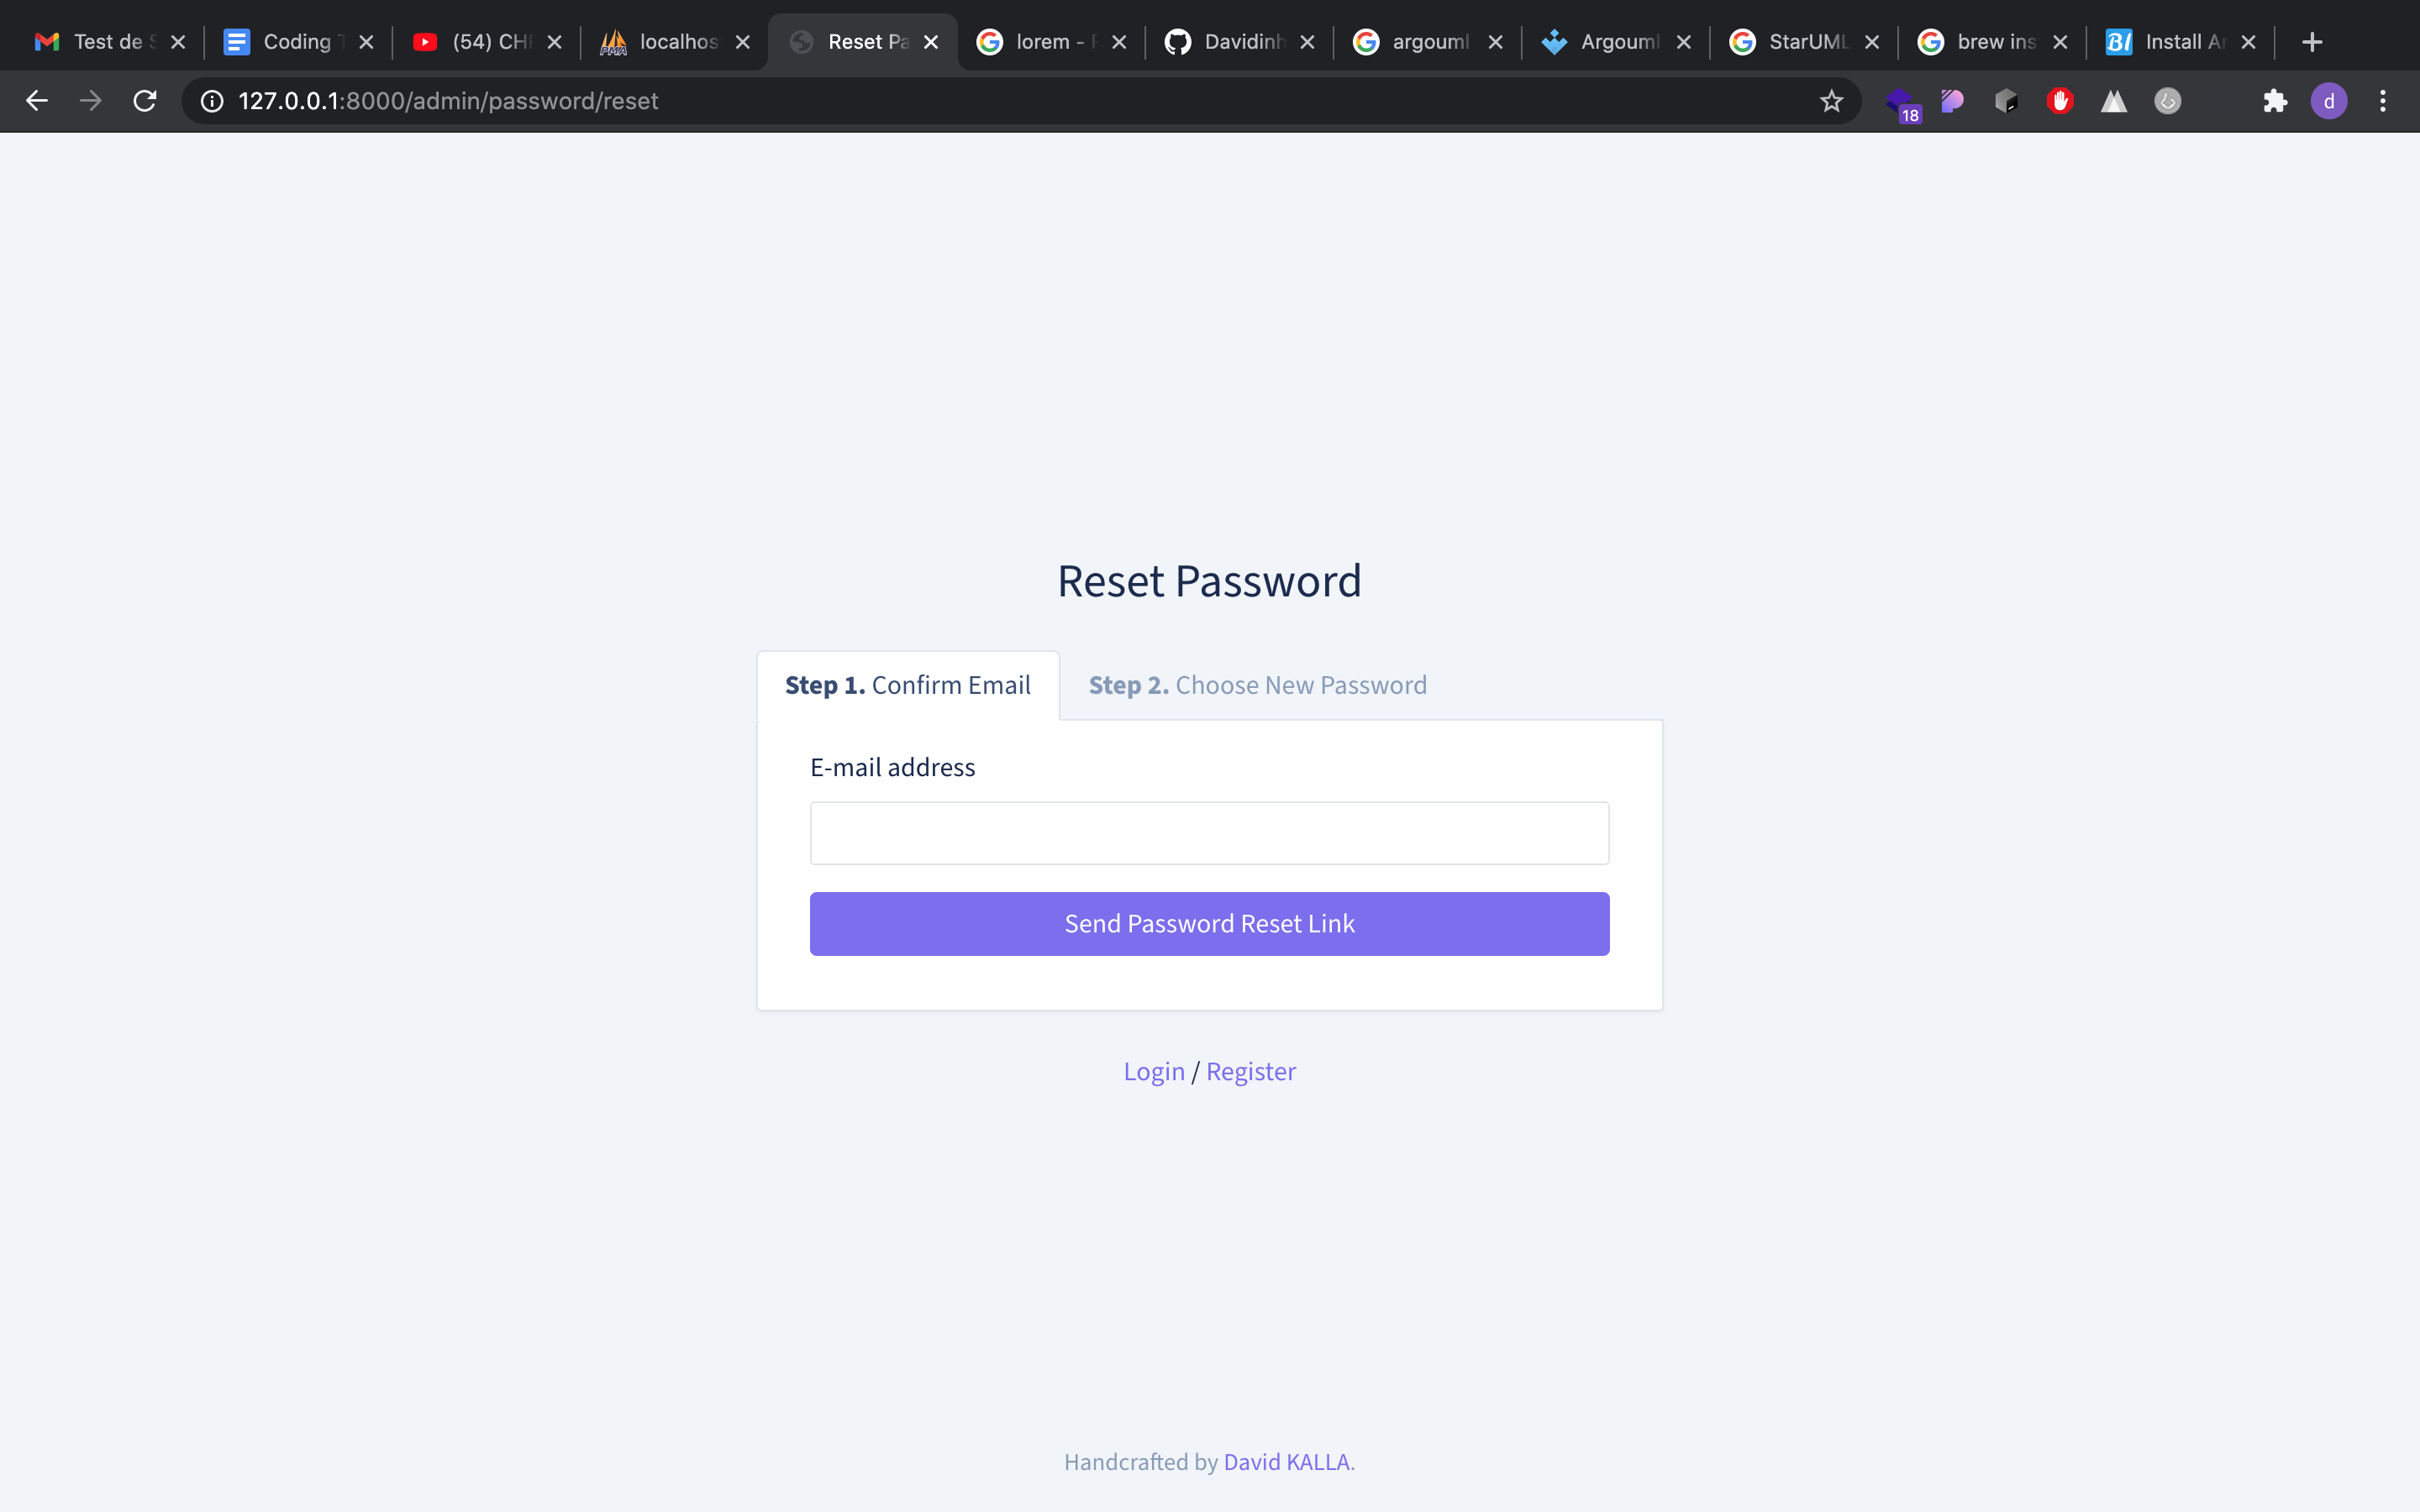 Test de
Coding
(54) CH
localhos
Reset Pa
lorem -
Davidinh
argouml
Argouml
StarUML
brew ins
Install Ar
127.0.0.1:8000/admin/password/reset
18
d
Reset Password
Step 1. Confirm Email
Step 2. Choose New Password
E-mail address
Send Password Reset Link
Login / Register
Handcrafted by David KALLA.